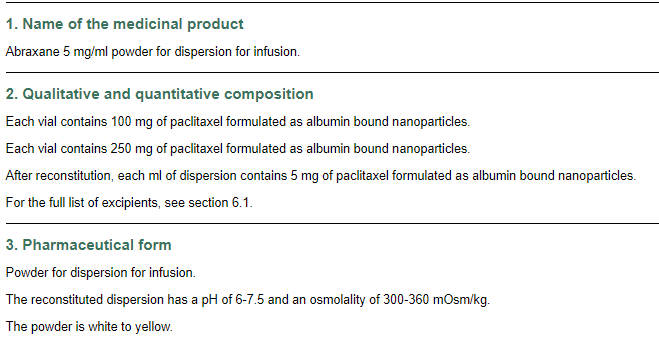 1. Name of the medicinal product
Abraxane 5 mg/ml powder for dispersion for infusion.
2. Qualitative and quantitative composition
Each vial contains 100 mg of paclitaxel formulated as albumin bound nanoparticles.
Each vial contains 250 mg of paclitaxel formulated as albumin bound nanoparticles.
After reconstitution, each ml of dispersion contains 5 mg of paclitaxel formulated as albumin bound nanoparticles.
For the full list of excipients, see section 6.1.
3. Pharmaceutical form
Powder for dispersion for infusion.
The reconstituted dispersion has a pH of 6-7.5 and an osmolality of 300-360 mOsm/kg.
The powder is white to yellow.